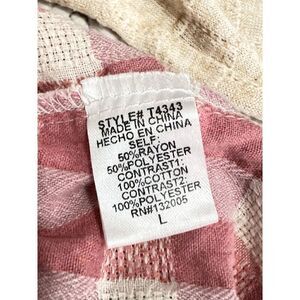 STYLE# T4343
MADE IN CHINA
HECHO EN CHINA
SELF:
50%RAYON
50%POLYESTER
CONTRAST1:
100%COTTON
CONTRAST2:
100%POLYESTER
RN#132005
L